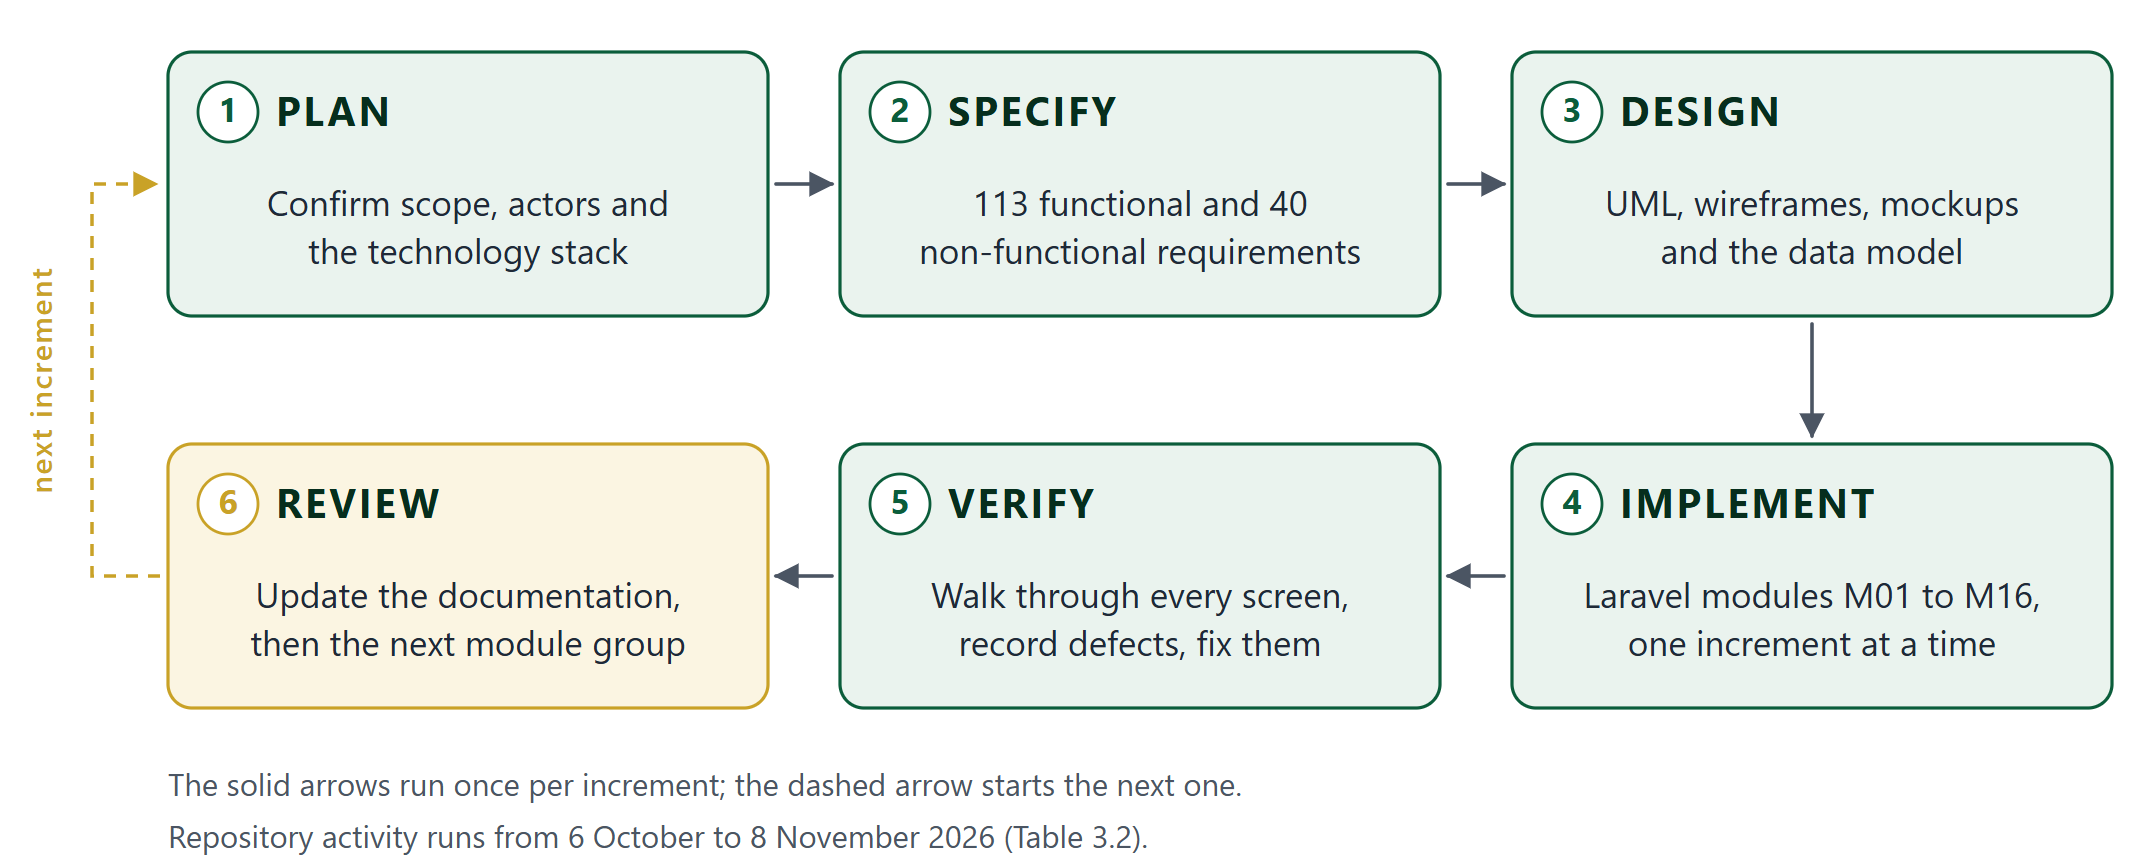 1 PLAN
Confirm scope, actors and
the technology stack
2 SPECIFY
113 functional and 40
non-functional requirements
3 DESIGN
UML, wireframes, mockups
and the data model
4 IMPLEMENT
Laravel modules M01 to M16,
one increment at a time
5 VERIFY
Walk through every screen,
record defects, fix them
6 REVIEW
Update the documentation,
then the next module group
next increment
The solid arrows run once per increment; the dashed arrow starts the next one.
Repository activity runs from 6 October to 8 November 2026 (Table 3.2).